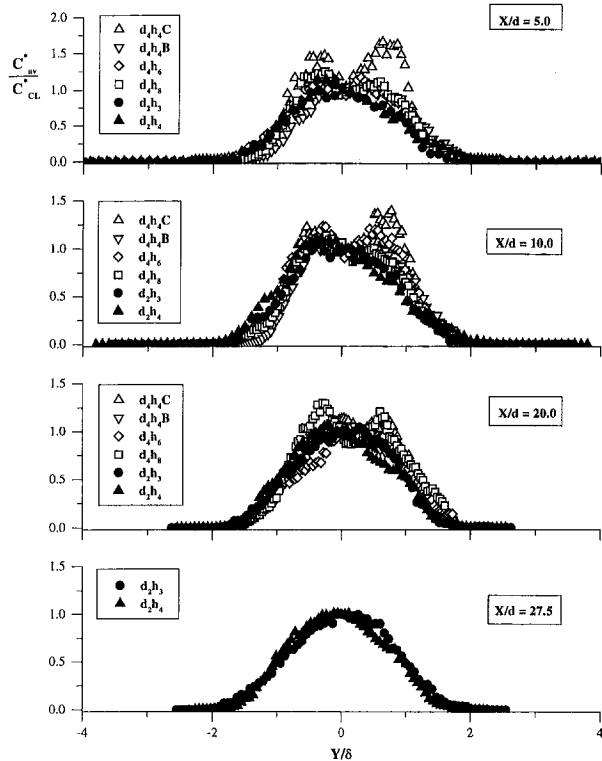 X/d = 5.0
C*nv
C*CL
2.0
1.5
1.0
0.5
0.0
d4h4C
d4h4B
d4h6
d4h8
d2h3
d2h4
X/d = 10.0
1.5
1.0
0.5
0.0
d4h4C
d4h4B
d4h6
d4h8
d2h3
d2h4
X/d = 20.0
1.5
1.0
0.5
0.0
d4h4C
d4h4B
d4h6
d4h8
d2h3
d2h4
X/d = 27.5
1.5
1.0
0.5
0.0
d2h3
d2h4
-4
-2
0
2
4
Y/δ